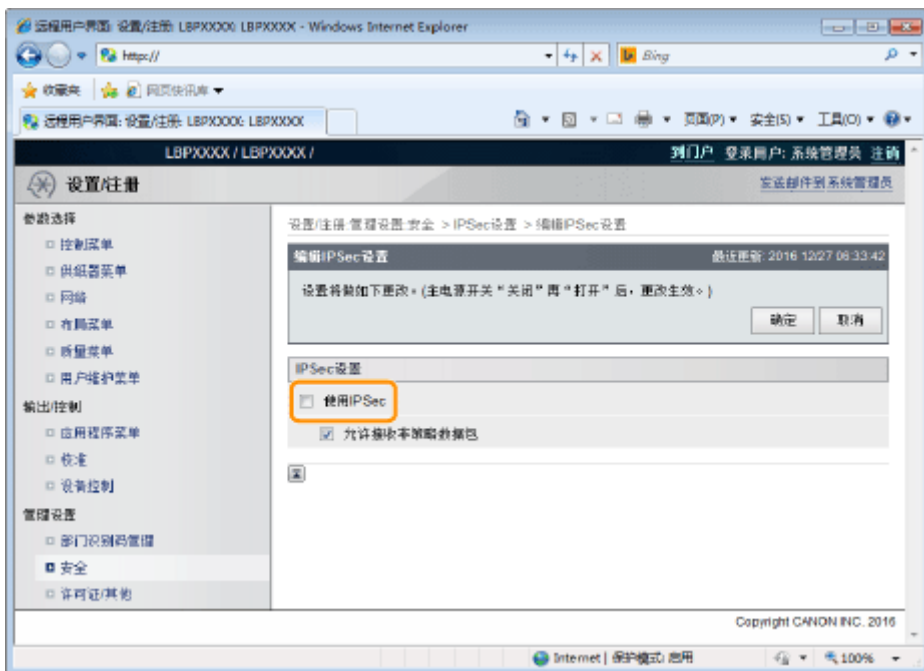 远程用户界面: 设置/注册: LBPXXXX: LBPXXXX - Windows Internet Explorer
https://
Bing
收藏夹 网页快讯库
远程用户界面: 设置/注册: LBPXXXX: LBPXXXX
页面(P) 安全(S) 工具(O)
LBPXXXX / LBPXXXX /
到门户 登录用户: 系统管理员 注销
设置/注册
发送邮件到系统管理员
参数选择
控制菜单
供纸器菜单
网络
布局菜单
质量菜单
用户维护菜单
输出/控制
应用程序菜单
校准
设备控制
管理设置
部门识别码管理
安全
许可证/其他
设置/注册:管理设置:安全 > IPSec设置 > 编辑IPSec设置
编辑IPSec设置
最近更新: 2016 12/27 06:33:42
设置将做如下更改。(主电源开关“关闭”再“打开”后，更改生效。)
确定 取消
IPSec设置
使用IPSec
允许接收非策略数据包
Copyright CANON INC. 2016
Internet | 保护模式: 启用
100%